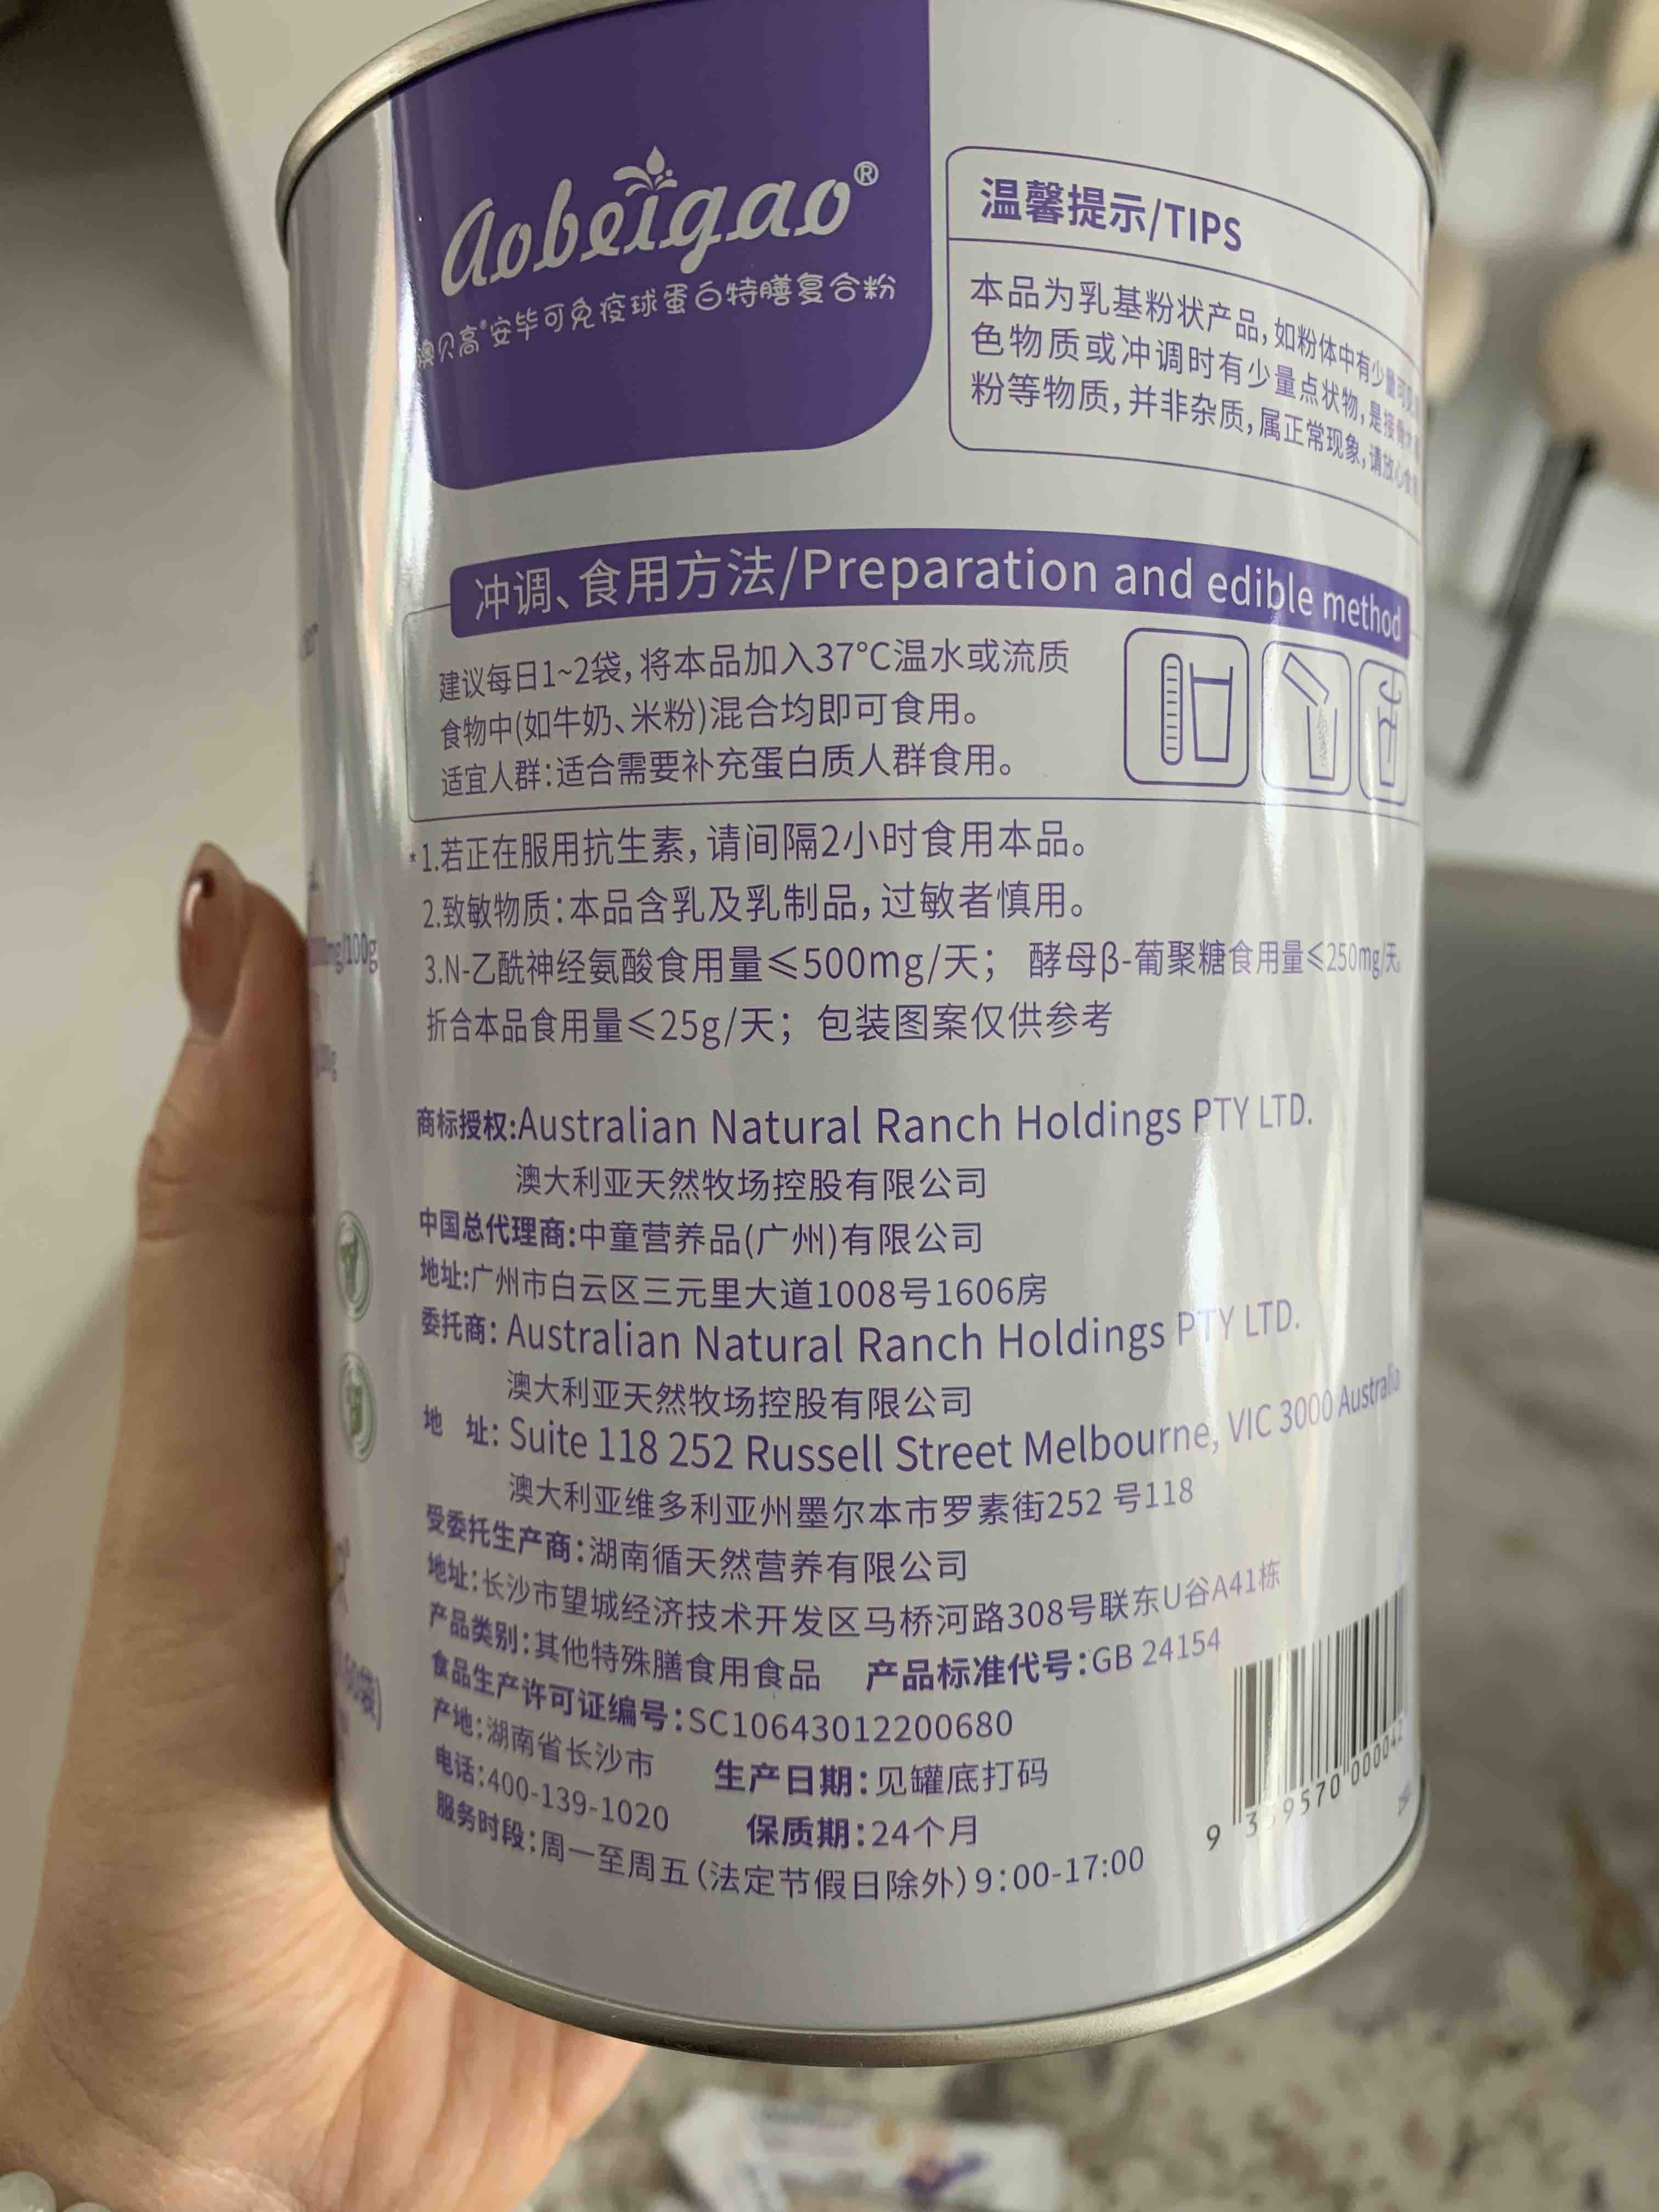 Aobeigao®
澳贝高®安毕可免疫球蛋白特膳复合粉
温馨提示/TIPS
本品为乳基粉状产品,如粉体中有少量可见
色物质或冲调时有少量点状物,是接骨木莓
粉等物质,并非杂质,属正常现象,请放心食
冲调、食用方法/Preparation and edible method
建议每日1~2袋,将本品加入37℃温水或流质
食物中(如牛奶、米粉)混合均即可食用。
适宜人群:适合需要补充蛋白质人群食用。
*1.若正在服用抗生素,请间隔2小时食用本品。
2.致敏物质:本品含乳及乳制品,过敏者慎用。
3.N-乙酰神经氨酸食用量≤500mg/天; 酵母β-葡聚糖食用量≤250mg/天。
折合本品食用量≤25g/天; 包装图案仅供参考
mg/100g
商标授权:Australian Natural Ranch Holdings PTY LTD.
澳大利亚天然牧场控股有限公司
中国总代理商:中童营养品(广州)有限公司
地址:广州市白云区三元里大道1008号1606房
委托商: Australian Natural Ranch Holdings PTY LTD.
澳大利亚天然牧场控股有限公司
地 址: Suite 118 252 Russell Street Melbourne, VIC 3000 Australia
澳大利亚维多利亚州墨尔本市罗素街252 号118
受委托生产商:湖南循天然营养有限公司
地址:长沙市望城经济技术开发区马桥河路308号联东U谷A41栋
产品类别:其他特殊膳食用食品 产品标准代号:GB 24154
食品生产许可证编号:SC10643012200680
产地:湖南省长沙市 生产日期:见罐底打码
电话:400-139-1020 保质期:24个月
服务时段:周一至周五(法定节假日除外)9:00-17:00